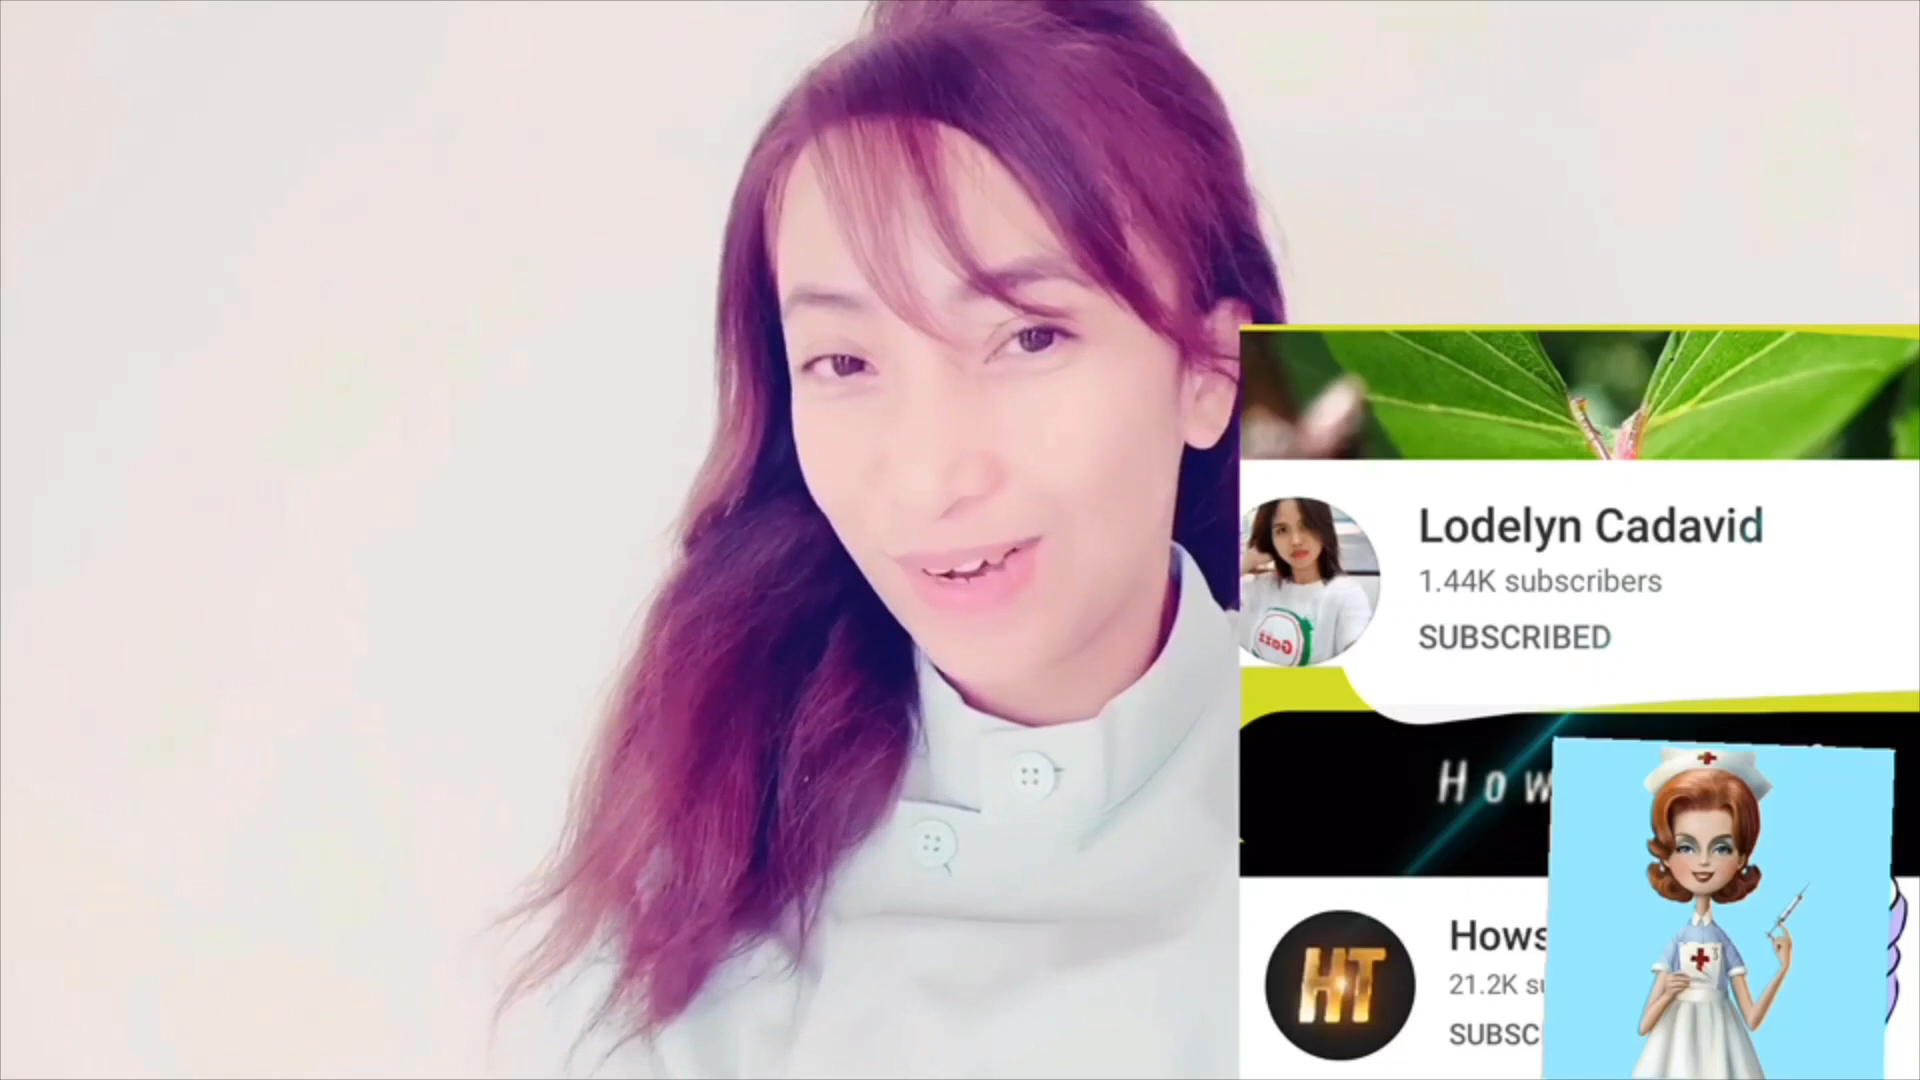 Lodelyn Cadavid
1.44K subscribers
SUBSCRIBED
How
HT
Hows
21.2K
SUBSC